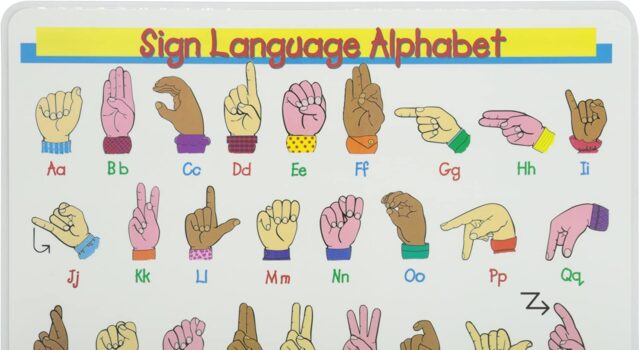 Sign Language Alphabet
Aa Bb Cc Dd Ee Ff Gg Hh Ii
Jj Kk Ll Mm Nn Oo Pp Qq
Z